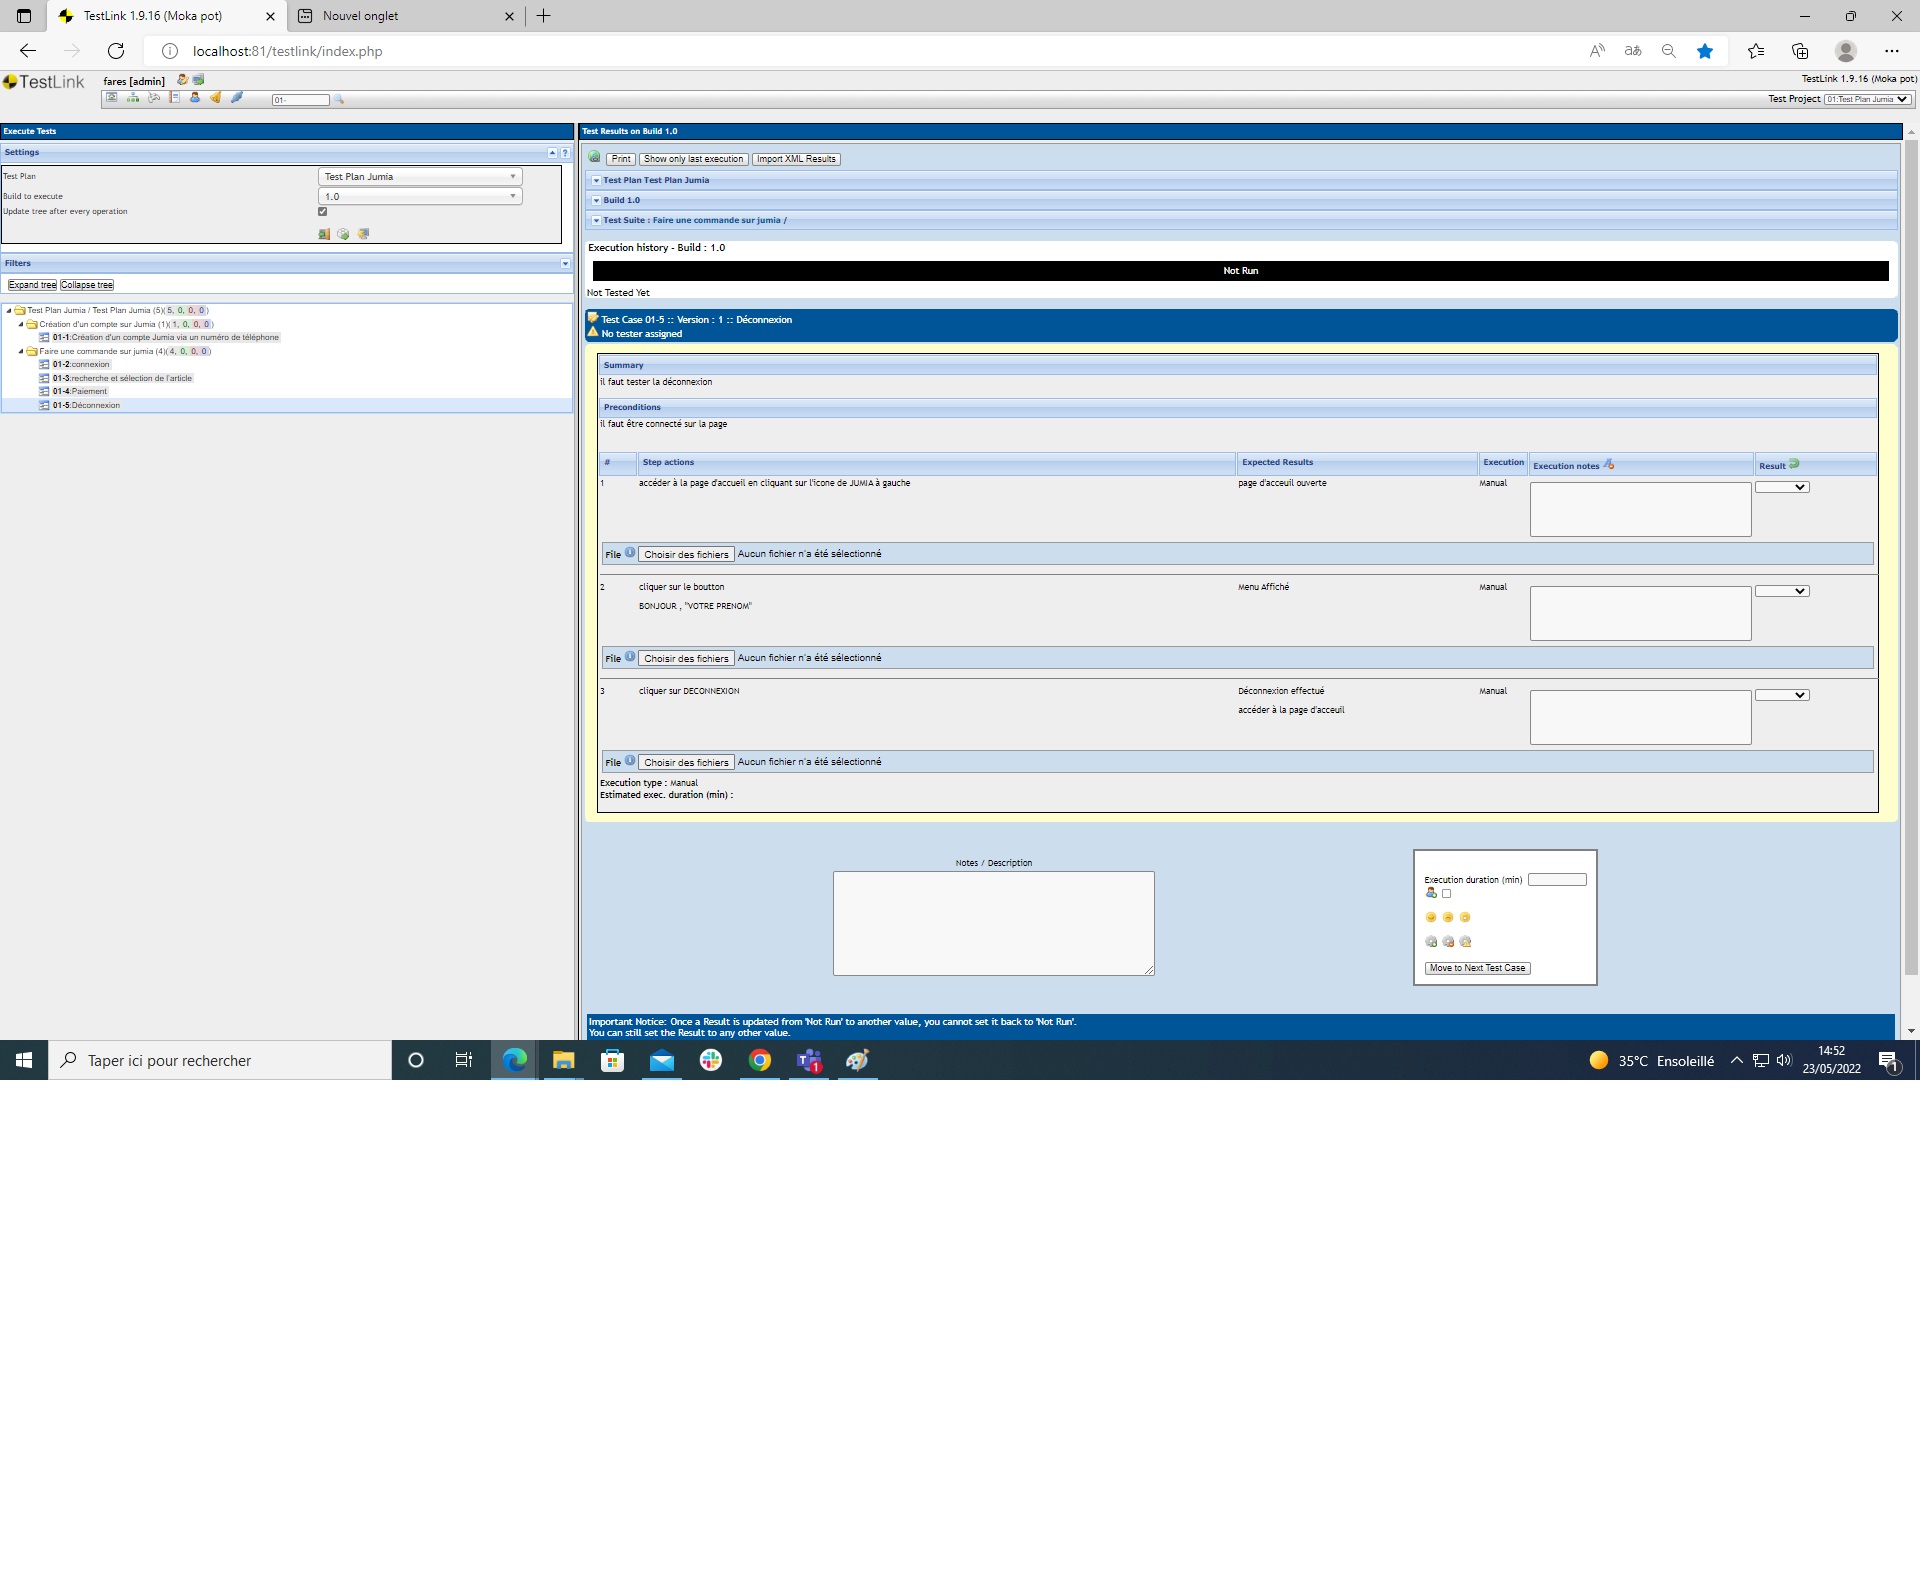 TestLink 1.9.16 (Moka pot)
Nouvel onglet
localhost:81/testlink/index.php
TestLink
fares [admin]
TestLink 1.9.16 (Moka pot)
01-
Test Project 01:Test Plan Jumia
Execute Tests
Settings
Test Plan
Test Plan Jumia
Build to execute
1.0
Update tree after every operation
Filters
Expand tree Collapse tree
Test Plan Jumia / Test Plan Jumia (5)(5, 0, 0, 0)
Création d'un compte sur Jumia (1)(1, 0, 0, 0)
01-1:Création d'un compte Jumia via un numéro de téléphone
Faire une commande sur jumia (4)(4, 0, 0, 0)
01-2:connexion
01-3:recherche et sélection de l'article
01-4:Paiement
01-5:Déconnexion
Test Results on Build 1.0
Print Show only last execution Import XML Results
Test Plan Test Plan Jumia
Build 1.0
Test Suite : Faire une commande sur jumia /
Execution history - Build : 1.0
Not Run
Not Tested Yet
Test Case 01-5 :: Version : 1 :: Déconnexion
No tester assigned
Summary
il faut tester la déconnexion
Preconditions
il faut être connecté sur la page
# Step actions Expected Results Execution Execution notes Result
1 accéder à la page d'accueil en cliquant sur l'icone de JUMIA à gauche page d'acceuil ouverte Manual
File Choisir des fichiers Aucun fichier n'a été sélectionné
2 cliquer sur le boutton Menu Affiché Manual
BONJOUR , "VOTRE PRENOM"
File Choisir des fichiers Aucun fichier n'a été sélectionné
3 cliquer sur DECONNEXION Déconnexion effectué Manual
accéder à la page d'acceuil
File Choisir des fichiers Aucun fichier n'a été sélectionné
Execution type : Manual
Estimated exec. duration (min) :
Notes / Description
Execution duration (min)
Move to Next Test Case
Important Notice: Once a Result is updated from 'Not Run' to another value, you cannot set it back to 'Not Run'.
You can still set the Result to any other value.
Taper ici pour rechercher
35°C Ensoleillé
14:52
23/05/2022